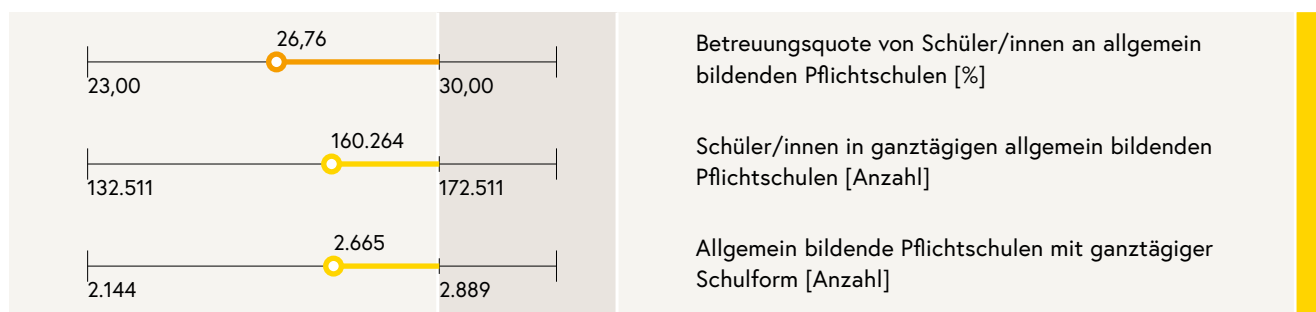 26,76
23,00
30,00
Betreuungsquote von Schüler/innen an allgemein
bildenden Pflichtschulen [%]
160.264
132.511
172.511
Schüler/innen in ganztägigen allgemein bildenden
Pflichtschulen [Anzahl]
2.665
2.144
2.889
Allgemein bildende Pflichtschulen mit ganztägiger
Schulform [Anzahl]